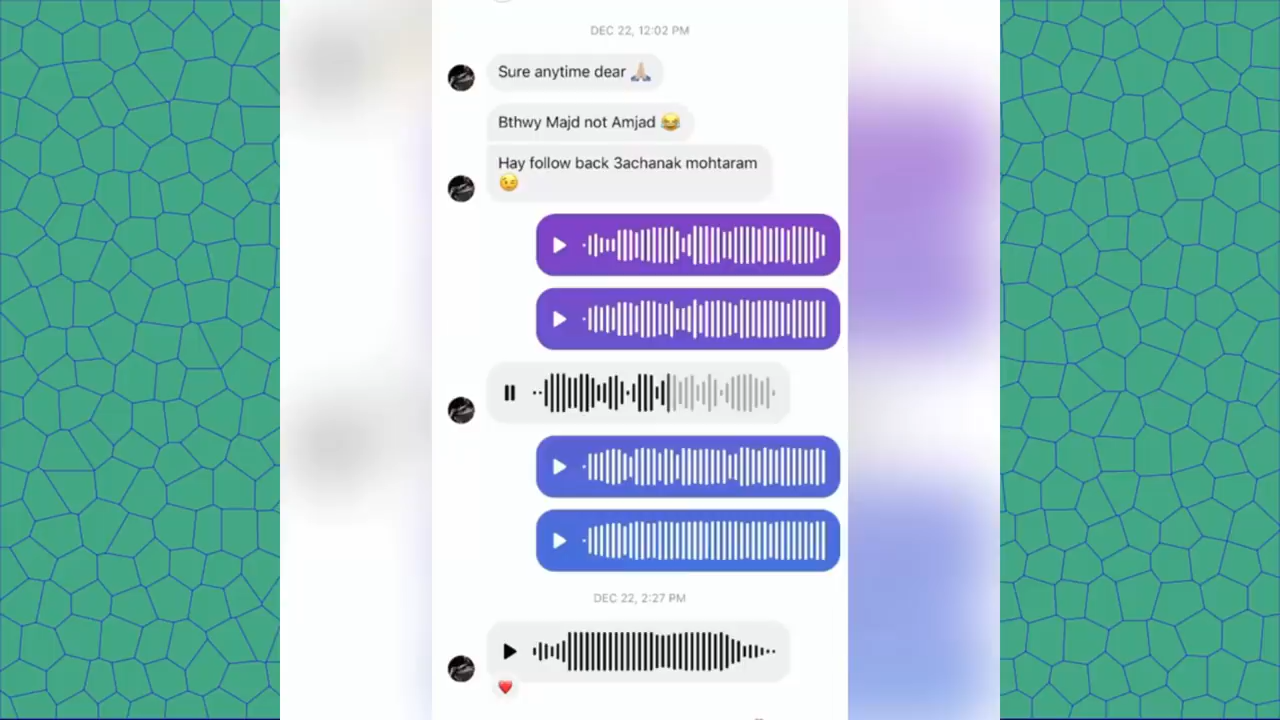 DEC 22, 12:02 PM
Sure anytime dear 🙏🏼
Bthwy Majd not Amjad 😂
Hay follow back 3achanak mohtaram
😉
DEC 22, 2:27 PM